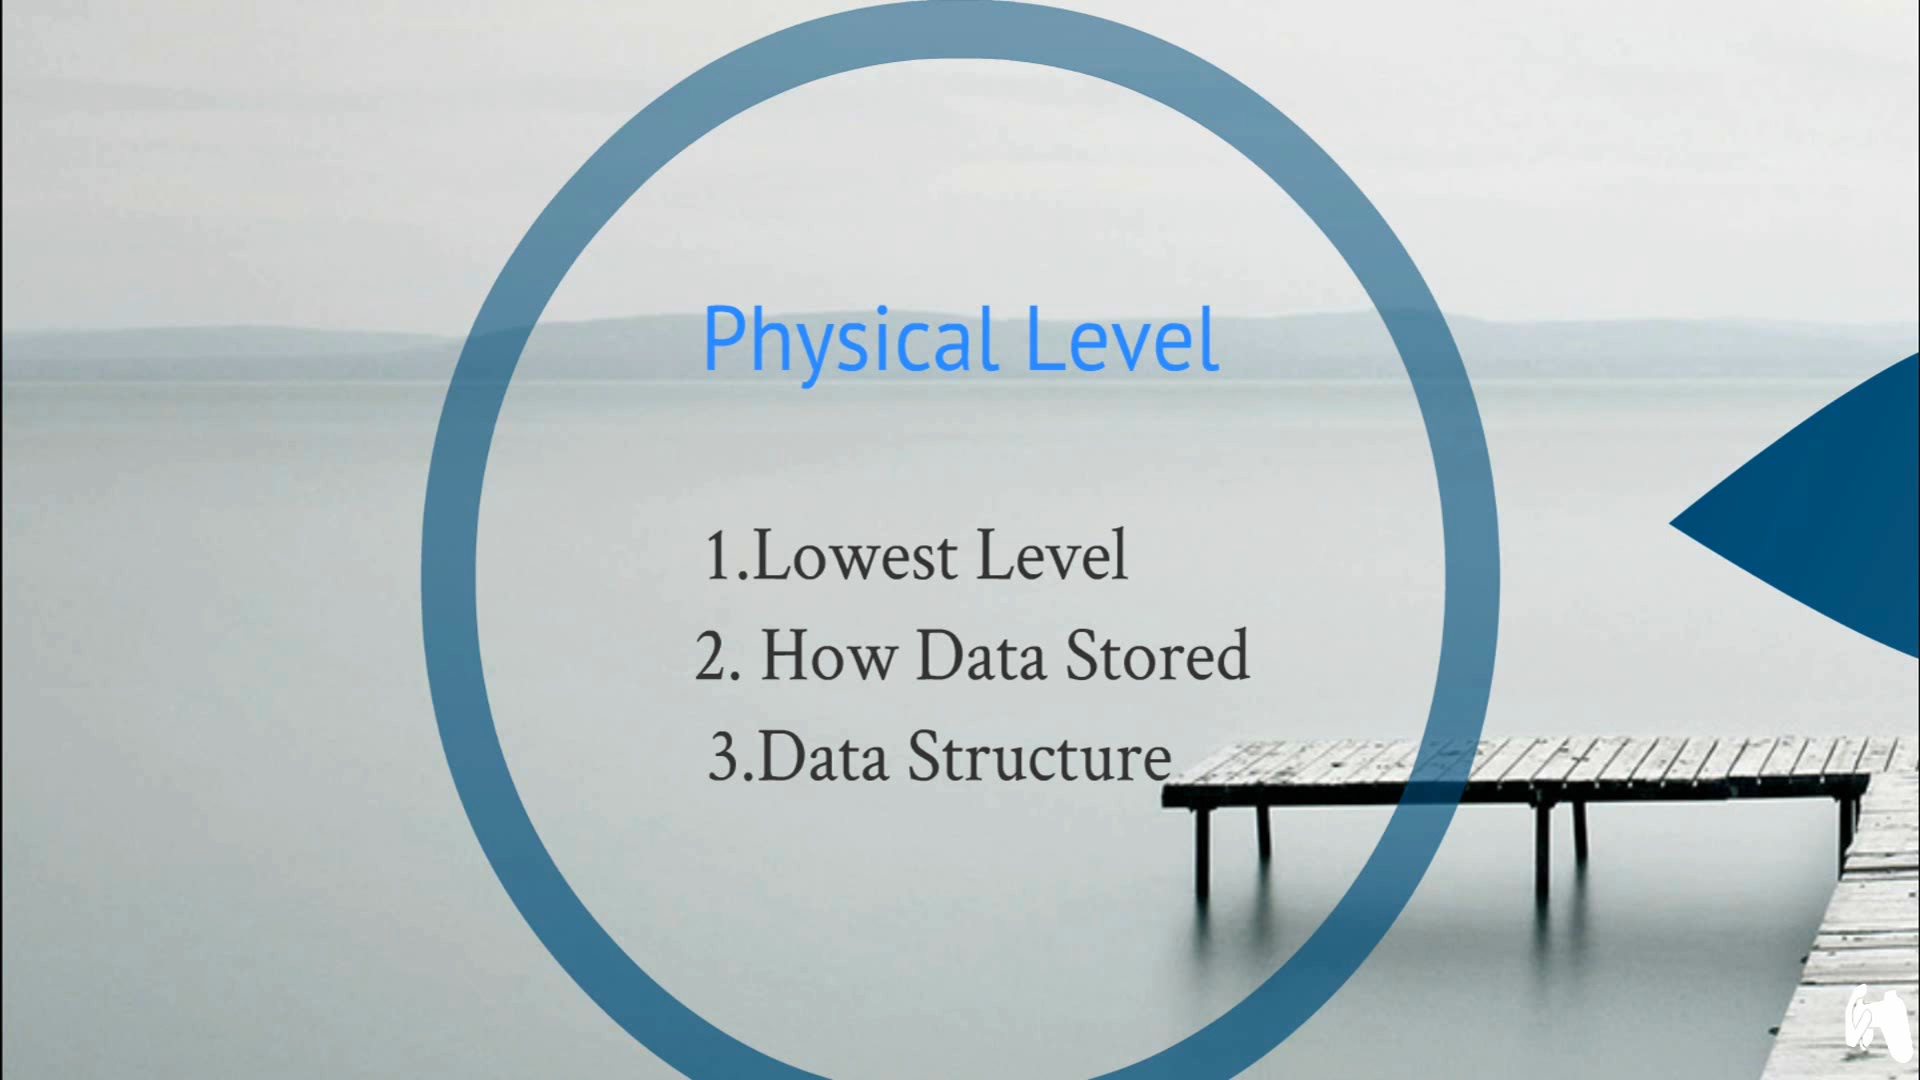 Physical Level
1.Lowest Level
2. How Data Stored
3.Data Structure